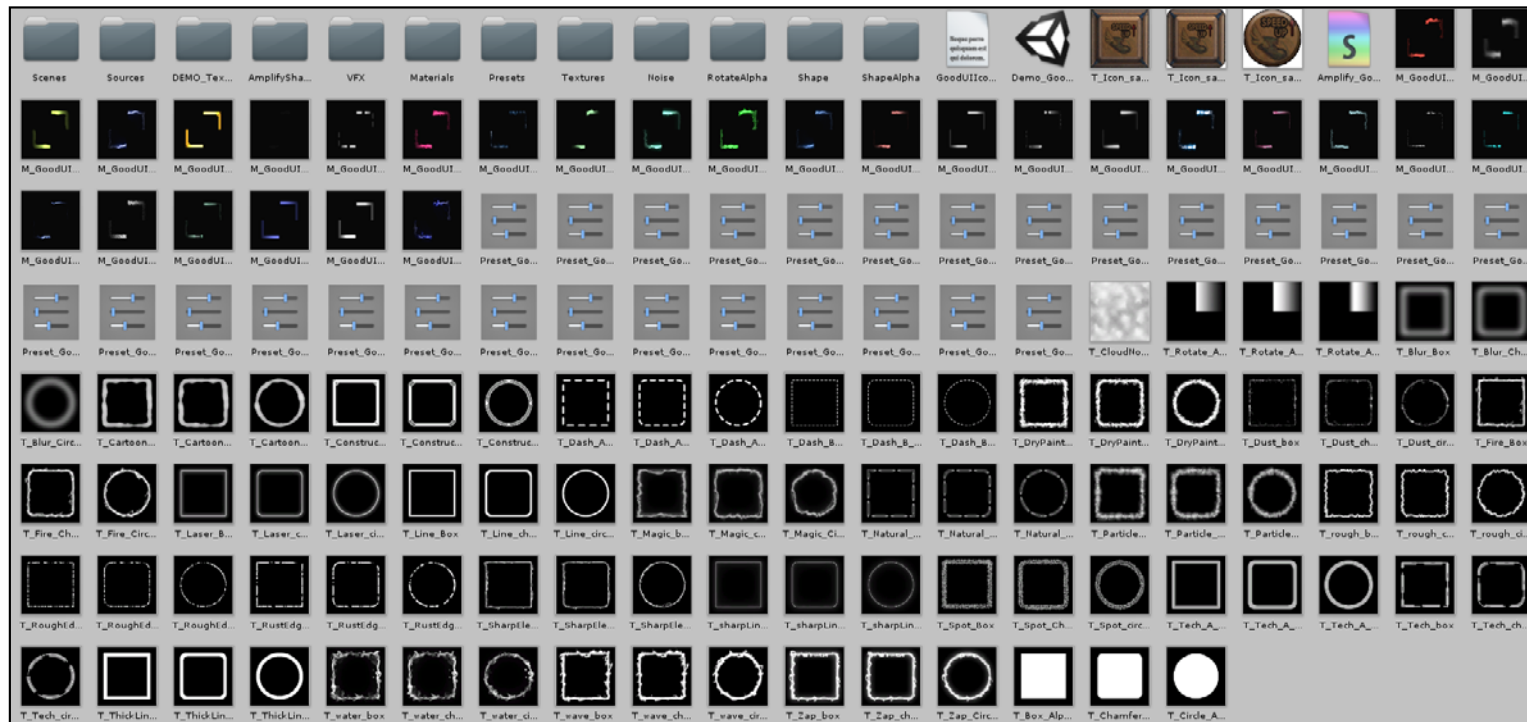 Scenes Sources DEMO_Tex... AmplifySha... VFX Materials Presets Textures Noise RotateAlpha Shape ShapeAlpha GoodUIIco... Demo_Goo... T_Icon_sa... T_Icon_sa... T_Icon_sa... Amplify_Go... M_GoodUI... M_GoodUI...
M_GoodUI... M_GoodUI... M_GoodUI... M_GoodUI... M_GoodUI... M_GoodUI... M_GoodUI... M_GoodUI... M_GoodUI... M_GoodUI... M_GoodUI... M_GoodUI... M_GoodUI... M_GoodUI... M_GoodUI... M_GoodUI... M_GoodUI... M_GoodUI... M_GoodUI... M_GoodUI...
M_GoodUI... M_GoodUI... M_GoodUI... M_GoodUI... M_GoodUI... M_GoodUI... Preset_Go... Preset_Go... Preset_Go... Preset_Go... Preset_Go... Preset_Go... Preset_Go... Preset_Go... Preset_Go... Preset_Go... Preset_Go... Preset_Go... Preset_Go... Preset_Go...
Preset_Go... Preset_Go... Preset_Go... Preset_Go... Preset_Go... Preset_Go... Preset_Go... Preset_Go... Preset_Go... Preset_Go... Preset_Go... Preset_Go... Preset_Go... Preset_Go... T_CloudNo... T_Rotate_A... T_Rotate_A... T_Rotate_A... T_Blur_Box T_Blur_Ch...
T_Blur_Circ... T_Cartoon... T_Cartoon... T_Cartoon... T_Construc... T_Construc... T_Construc... T_Dash_A... T_Dash_A... T_Dash_A... T_Dash_B... T_Dash_B_... T_Dash_B... T_DryPaint... T_DryPaint... T_DryPaint... T_Dust_box T_Dust_ch... T_Dust_cir... T_Fire_Box
T_Fire_Ch... T_Fire_Circ... T_Laser_B... T_Laser_c... T_Laser_ci... T_Line_Box T_Line_ch... T_Line_circ... T_Magic_b... T_Magic_c... T_Magic_Ci... T_Natural_... T_Natural_... T_Natural_... T_Particle... T_Particle_... T_Particle... T_rough_b... T_rough_c... T_rough_ci...
T_RoughEd... T_RoughEd... T_RoughEd... T_RustEdg... T_RustEdg... T_RustEdg... T_SharpEle... T_SharpEle... T_SharpEle... T_sharpLin... T_sharpLin... T_sharpLin... T_Spot_Box T_Spot_Ch... T_Spot_circ... T_Tech_A_... T_Tech_A_... T_Tech_A... T_Tech_box T_Tech_ch...
T_Tech_cir... T_ThickLin... T_ThickLin... T_ThickLin... T_water_box T_water_ch... T_water_ci... T_wave_box T_wave_ch... T_wave_cir... T_Zap_box T_Zap_ch... T_Zap_Circ... T_Box_Alp... T_Chamfer... T_Circle_A...